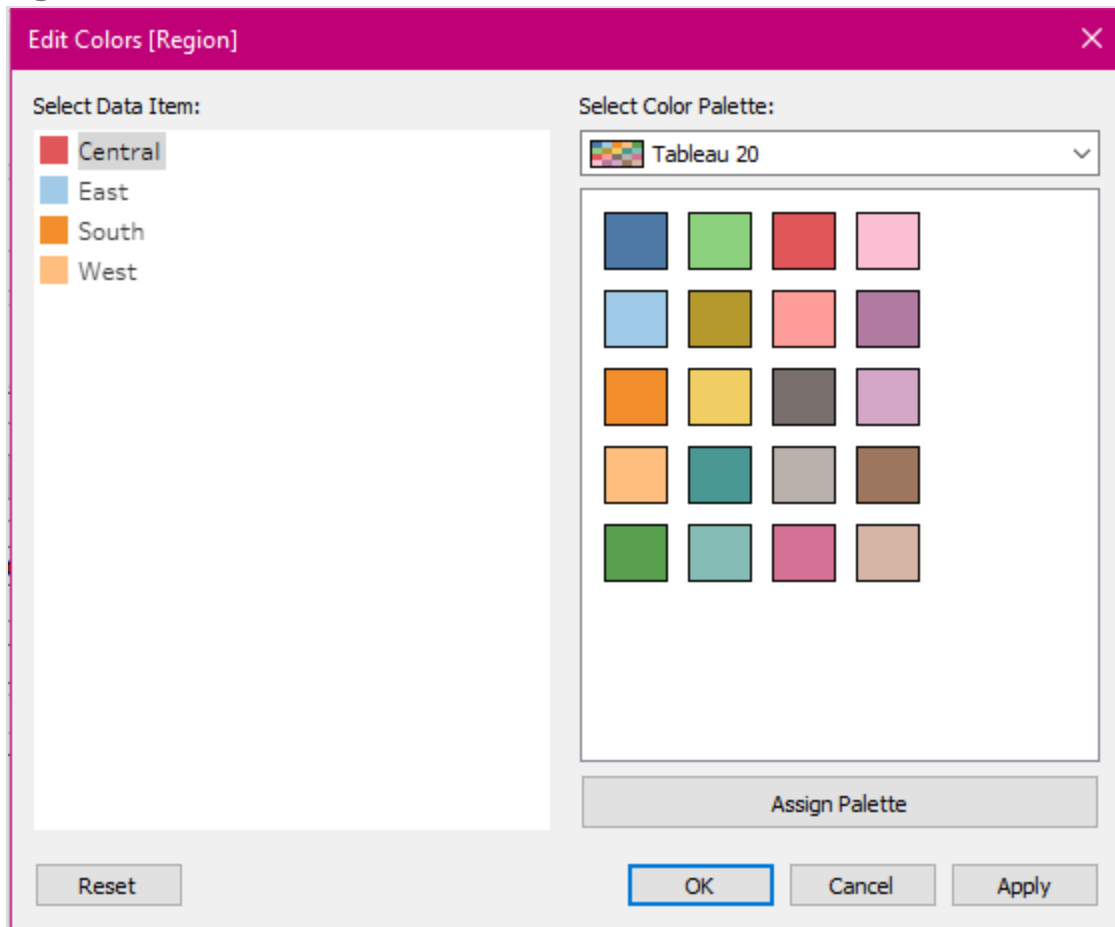 Edit Colors [Region]
Select Data Item:
Central
East
South
West
Select Color Palette:
Tableau 20
Assign Palette
Reset
OK
Cancel
Apply